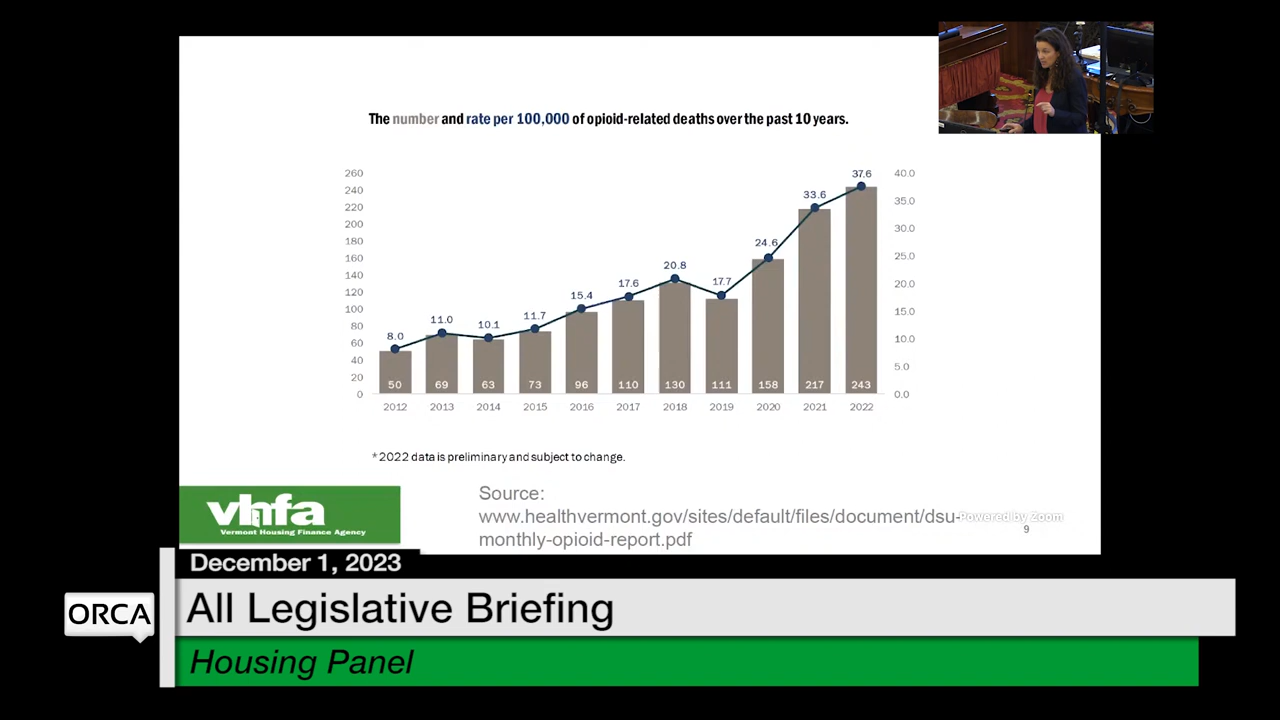 The number and rate per 100,000 of opioid-related deaths over the past 10 years.
260
240
220
200
180
160
140
120
100
80
60
40
20
0
40.0
35.0
30.0
25.0
20.0
15.0
10.0
5.0
0.0
8.0
11.0
10.1
11.7
15.4
17.6
20.8
17.7
24.6
33.6
37.6
50 69 63 73 96 110 130 111 158 217 243
2012 2013 2014 2015 2016 2017 2018 2019 2020 2021 2022
*2022 data is preliminary and subject to change.
vhfa
Vermont Housing Finance Agency
Source:
www.healthvermont.gov/sites/default/files/document/dsu-
monthly-opioid-report.pdf
Powered by Zoom
9
December 1, 2023
ORCA
All Legislative Briefing
Housing Panel